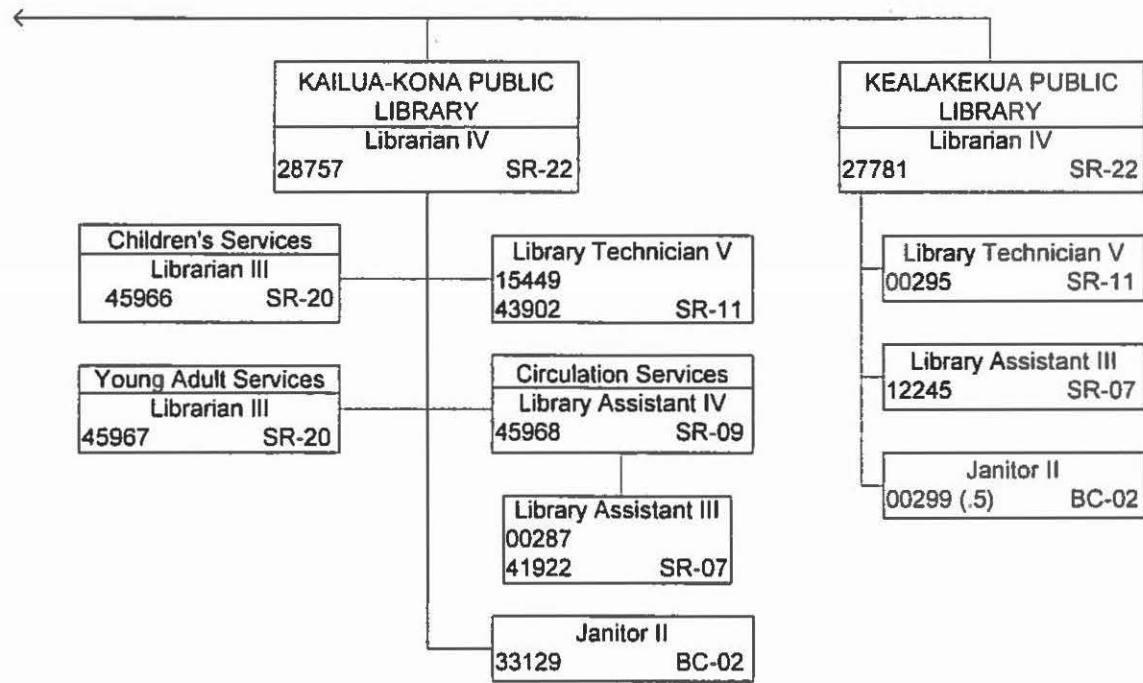 KAILUA-KONA PUBLIC
LIBRARY
Librarian IV
28757 SR-22
Children's Services
Librarian III
45966 SR-20
Library Technician V
15449
43902 SR-11
Young Adult Services
Librarian III
45967 SR-20
Circulation Services
Library Assistant IV
45968 SR-09
Library Assistant III
00287
41922 SR-07
Janitor II
33129 BC-02
KEALAKEKUA PUBLIC
LIBRARY
Librarian IV
27781 SR-22
Library Technician V
00295 SR-11
Library Assistant III
12245 SR-07
Janitor II
00299 (.5) BC-02